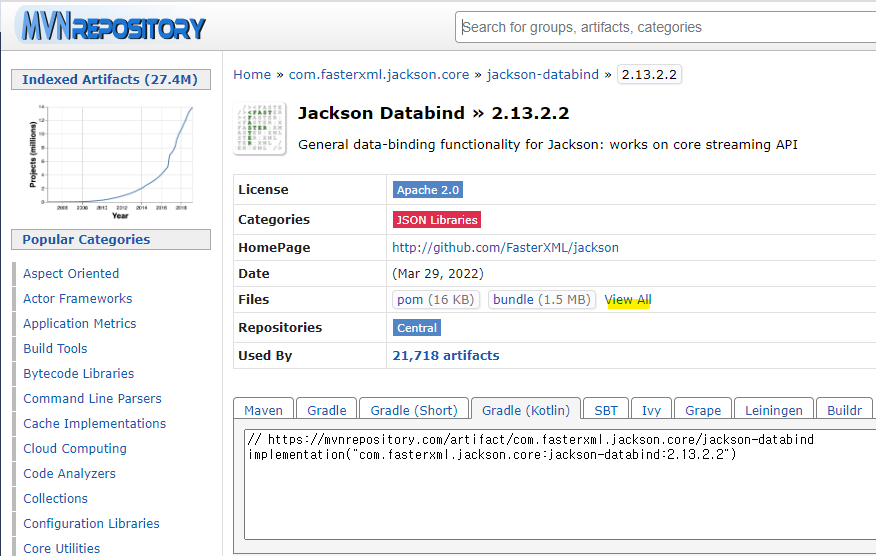 MVNREPOSITORY
Search for groups, artifacts, categories
Indexed Artifacts (27.4M)
Projects (millions)
14
12
10
8
6
4
2
0
2006 2008 2010 2012 2014 2016 2018
Year
Popular Categories
Aspect Oriented
Actor Frameworks
Application Metrics
Build Tools
Bytecode Libraries
Command Line Parsers
Cache Implementations
Cloud Computing
Code Analyzers
Collections
Configuration Libraries
Core Utilities
Home » com.fasterxml.jackson.core » jackson-databind » 2.13.2.2
Jackson Databind » 2.13.2.2
General data-binding functionality for Jackson: works on core streaming API
License Apache 2.0
Categories JSON Libraries
HomePage http://github.com/FasterXML/jackson
Date (Mar 29, 2022)
Files pom (16 KB) bundle (1.5 MB) View All
Repositories Central
Used By 21,718 artifacts
Maven Gradle Gradle (Short) Gradle (Kotlin) SBT Ivy Grape Leiningen Buildr
// https://mvnrepository.com/artifact/com.fasterxml.jackson.core/jackson-databind
implementation("com.fasterxml.jackson.core:jackson-databind:2.13.2.2")